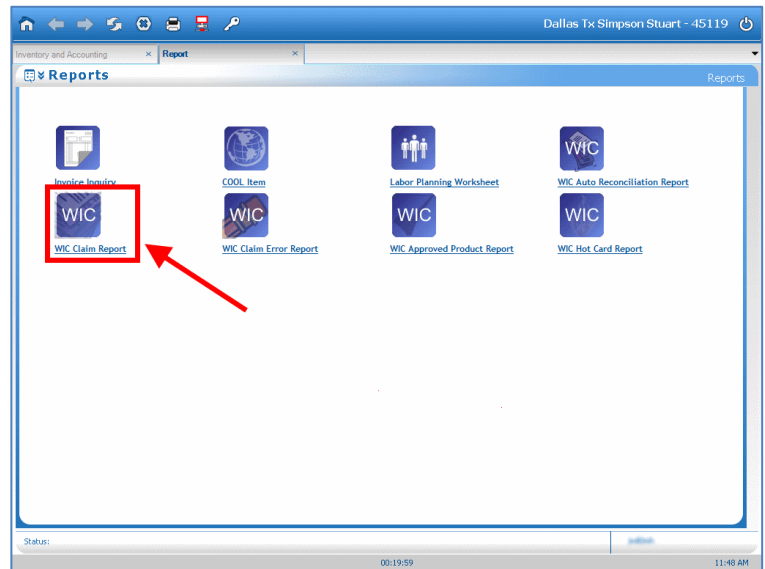 Dallas Tx Simpson Stuart - 45119
Inventory and Accounting × Report ×
Reports Reports
Invoice Inquiry COOL Item Labor Planning Worksheet WIC WIC Auto Reconciliation Report
WIC WIC WIC WIC
WIC Claim Report WIC Claim Error Report WIC Approved Product Report WIC Hot Card Report
Status:
00:19:59 11:48 AM